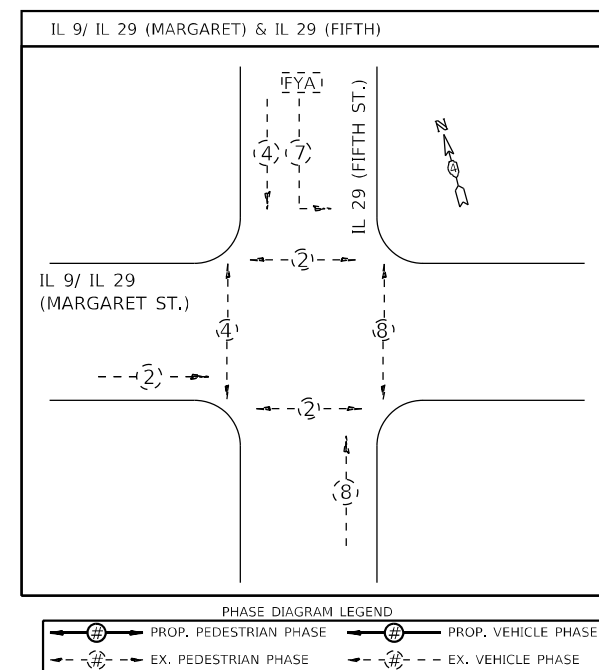 IL 9/ IL 29 (MARGARET) & IL 29 (FIFTH)
FYA
4
7
IL 29 (FIFTH ST.)
N
4
2
IL 9/ IL 29
(MARGARET ST.)
4
8
2
2
8
PHASE DIAGRAM LEGEND
# PROP. PEDESTRIAN PHASE
# PROP. VEHICLE PHASE
# EX. PEDESTRIAN PHASE
# EX. VEHICLE PHASE